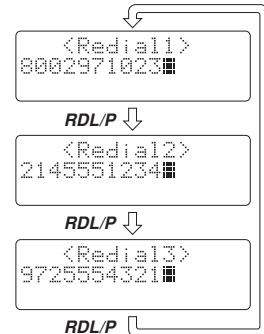 <Redial1>
8002971023
RDL/P
<Redial2>
2145551234
RDL/P
<Redial3>
9725554321
RDL/P